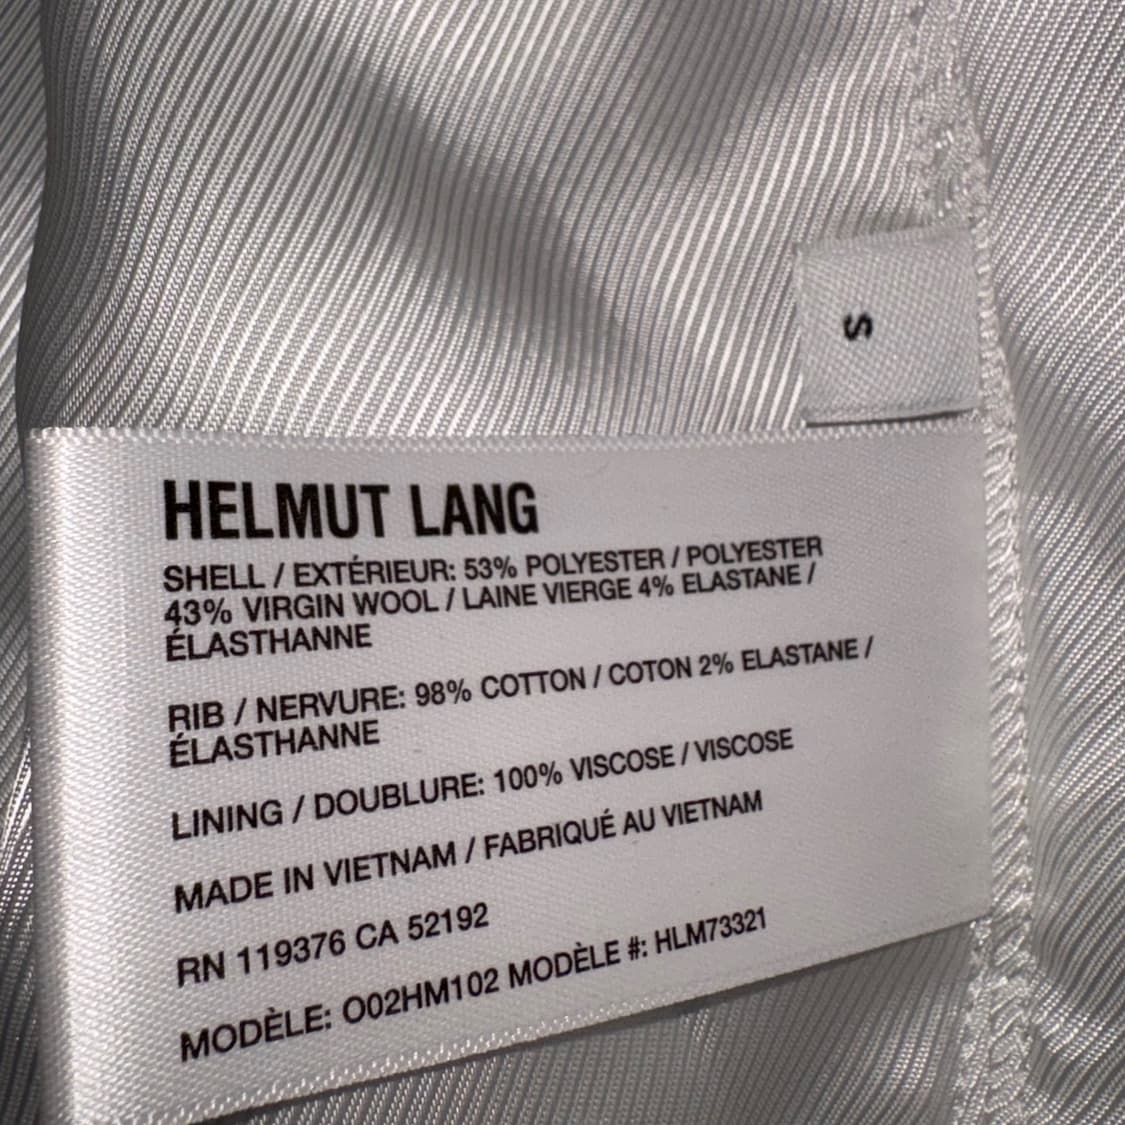 S
HELMUT LANG
SHELL / EXTÉRIEUR: 53% POLYESTER / POLYESTER
43% VIRGIN WOOL / LAINE VIERGE 4% ELASTANE /
ÉLASTHANNE
RIB / NERVURE: 98% COTTON / COTON 2% ELASTANE /
ÉLASTHANNE
LINING / DOUBLURE: 100% VISCOSE / VISCOSE
MADE IN VIETNAM / FABRIQUÉ AU VIETNAM
RN 119376 CA 52192
MODÈLE: O02HM102 MODÈLE #: HLM73321